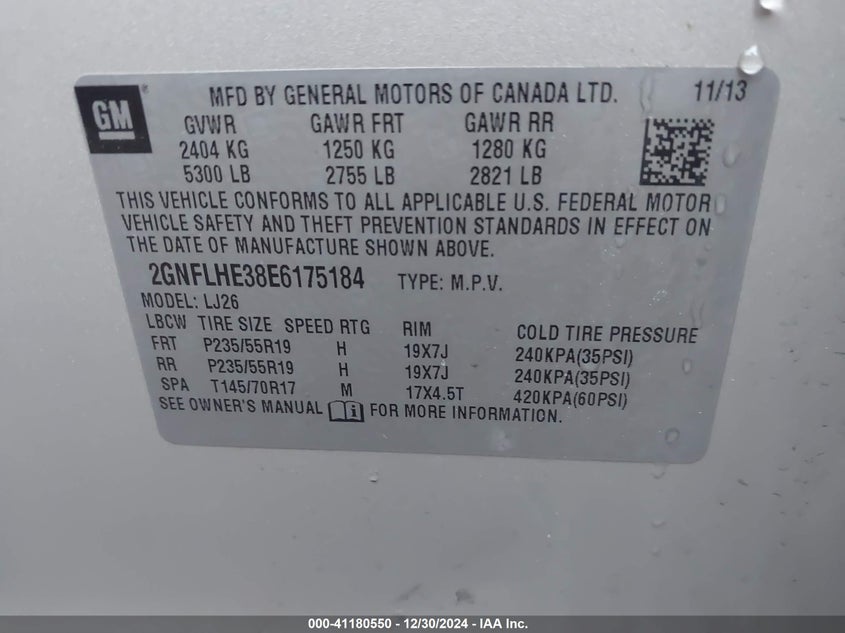 GM
MFD BY GENERAL MOTORS OF CANADA LTD. 11/13
GVWR GAWR FRT GAWR RR
2404 KG 1250 KG 1280 KG
5300 LB 2755 LB 2821 LB
THIS VEHICLE CONFORMS TO ALL APPLICABLE U.S. FEDERAL MOTOR
VEHICLE SAFETY AND THEFT PREVENTION STANDARDS IN EFFECT ON
THE DATE OF MANUFACTURE SHOWN ABOVE.
2GNFLHE38E6175184 TYPE: M.P.V.
MODEL: LJ26
LBCW TIRE SIZE SPEED RTG RIM COLD TIRE PRESSURE
FRT P235/55R19 H 19X7J 240KPA(35PSI)
RR P235/55R19 H 19X7J 240KPA(35PSI)
SPA T145/70R17 M 17X4.5T 420KPA(60PSI)
SEE OWNER'S MANUAL i FOR MORE INFORMATION.
000-41180550 - 12/30/2024 - IAA Inc.